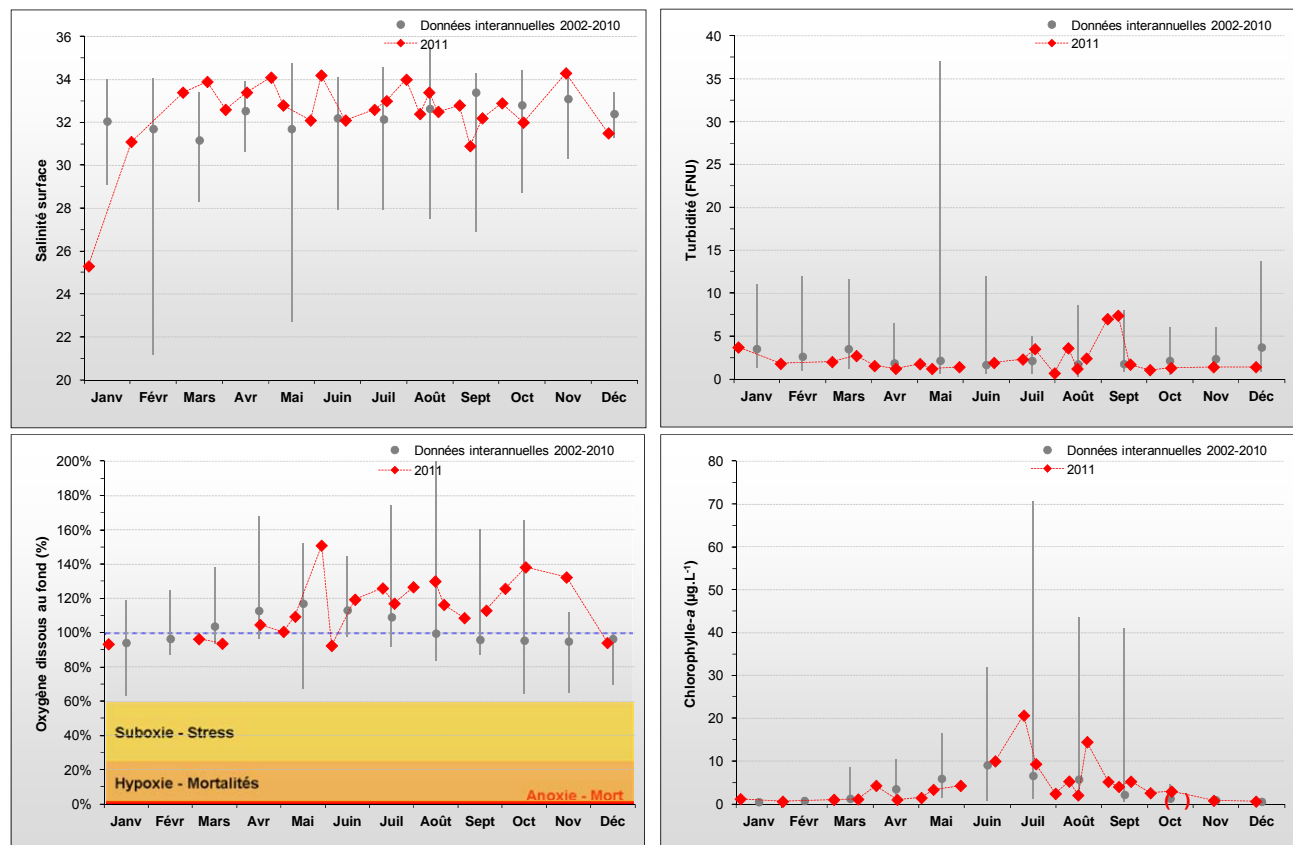 Données interannuelles 2002-2010
2011
Salinité surface
36
34
32
30
28
26
24
22
20
Janv Févr Mars Avr Mai Juin Juil Août Sept Oct Nov Déc
Données interannuelles 2002-2010
2011
Turbidité (FNU)
40
35
30
25
20
15
10
5
0
Janv Févr Mars Avr Mai Juin Juil Août Sept Oct Nov Déc
Données interannuelles 2002-2010
2011
Oxygène dissous au fond (%)
200%
180%
160%
140%
120%
100%
80%
60%
40%
20%
0%
Suboxie - Stress
Hypoxie - Mortalités
Anoxie - Mort
Janv Févr Mars Avr Mai Juin Juil Août Sept Oct Nov Déc
Données interannuelles 2002-2010
2011
Chlorophylle-a (µg.L-1)
80
70
60
50
40
30
20
10
0
( )
Janv Févr Mars Avr Mai Juin Juil Août Sept Oct Nov Déc